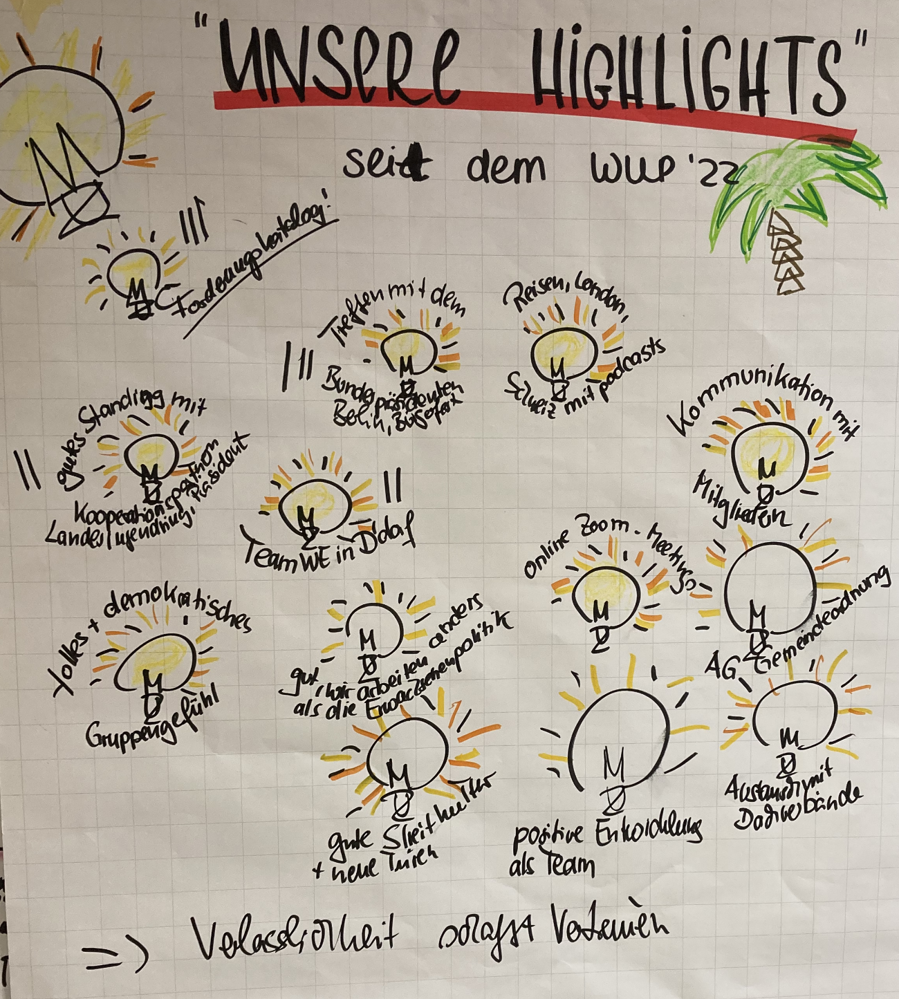 "UNSERE HIGHLIGHTS"
seit dem WUP '22
Forderungskatalog!
Treffen mit dem
Bundespräsidenten
Berlin, Bürgerfest
Reisen, London,
Schweiz mit podcasts
gutes Standing mit
Kooperationspartnern
Landesjugendring, Präsident
Kommunikation mit
Mitgliedern
Team WE in D'dorf
online Zoom-Meetings
AG Gemeindeordnung
tolles + demokratisches
Gruppengefühl
gut, wir arbeiten anders
als die Erwachsenenpolitik
gute Streitkultur
+ neue
positive Entwicklung
als Team
Austausch mit
Dachverbände
=> Verlässlichkeit schafft Vertrauen